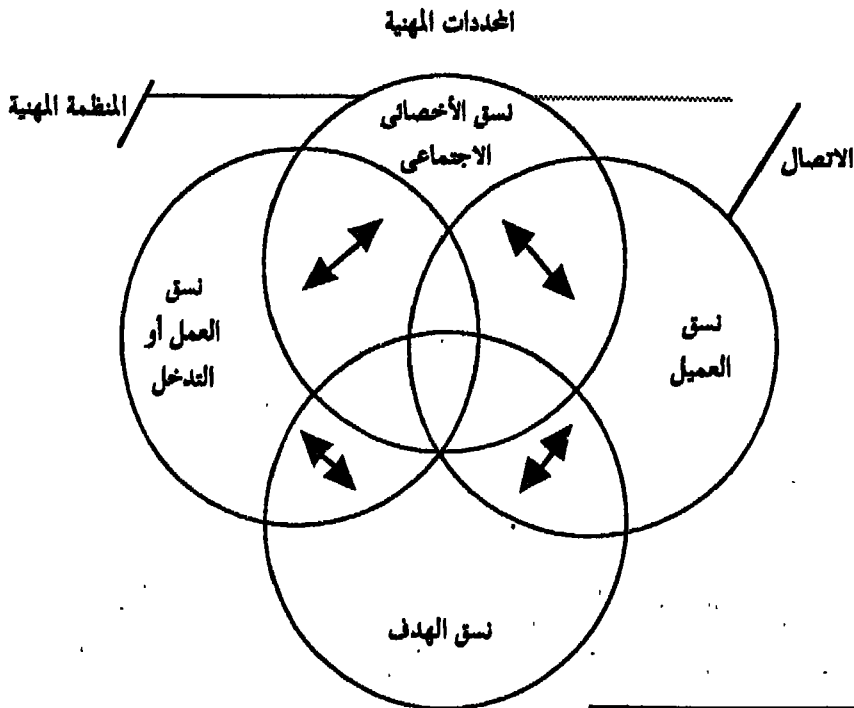 المحددات المهنية
المنظمة المهنية
نسق الأخصائى
الاجتماعى
الاتصال
نسق
العمل أو
التدخل
نسق
العميل
نسق الهدف